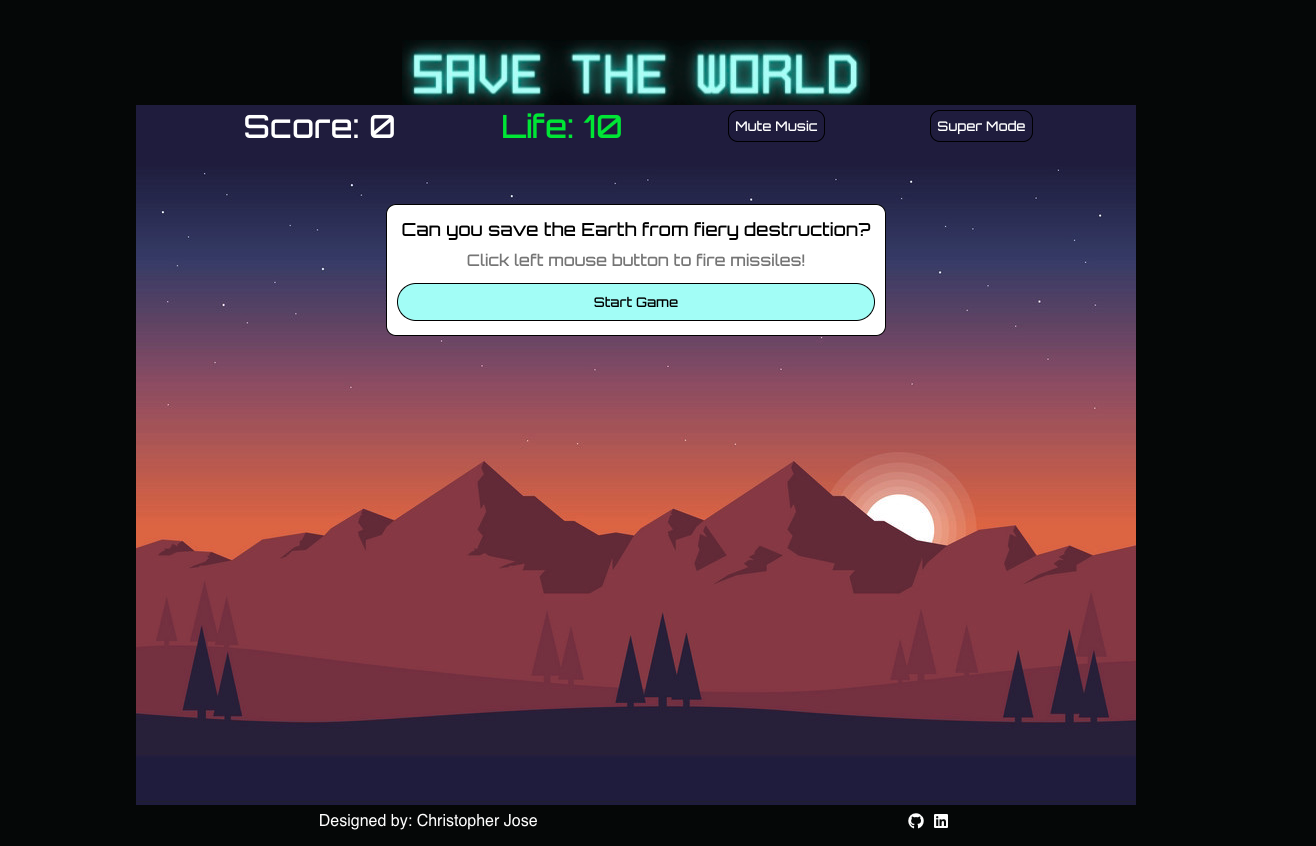 SAVE THE WORLD
Score: 0
Life: 10
Mute Music
Super Mode
Can you save the Earth from fiery destruction?
Click left mouse button to fire missiles!
Start Game
Designed by: Christopher Jose
in